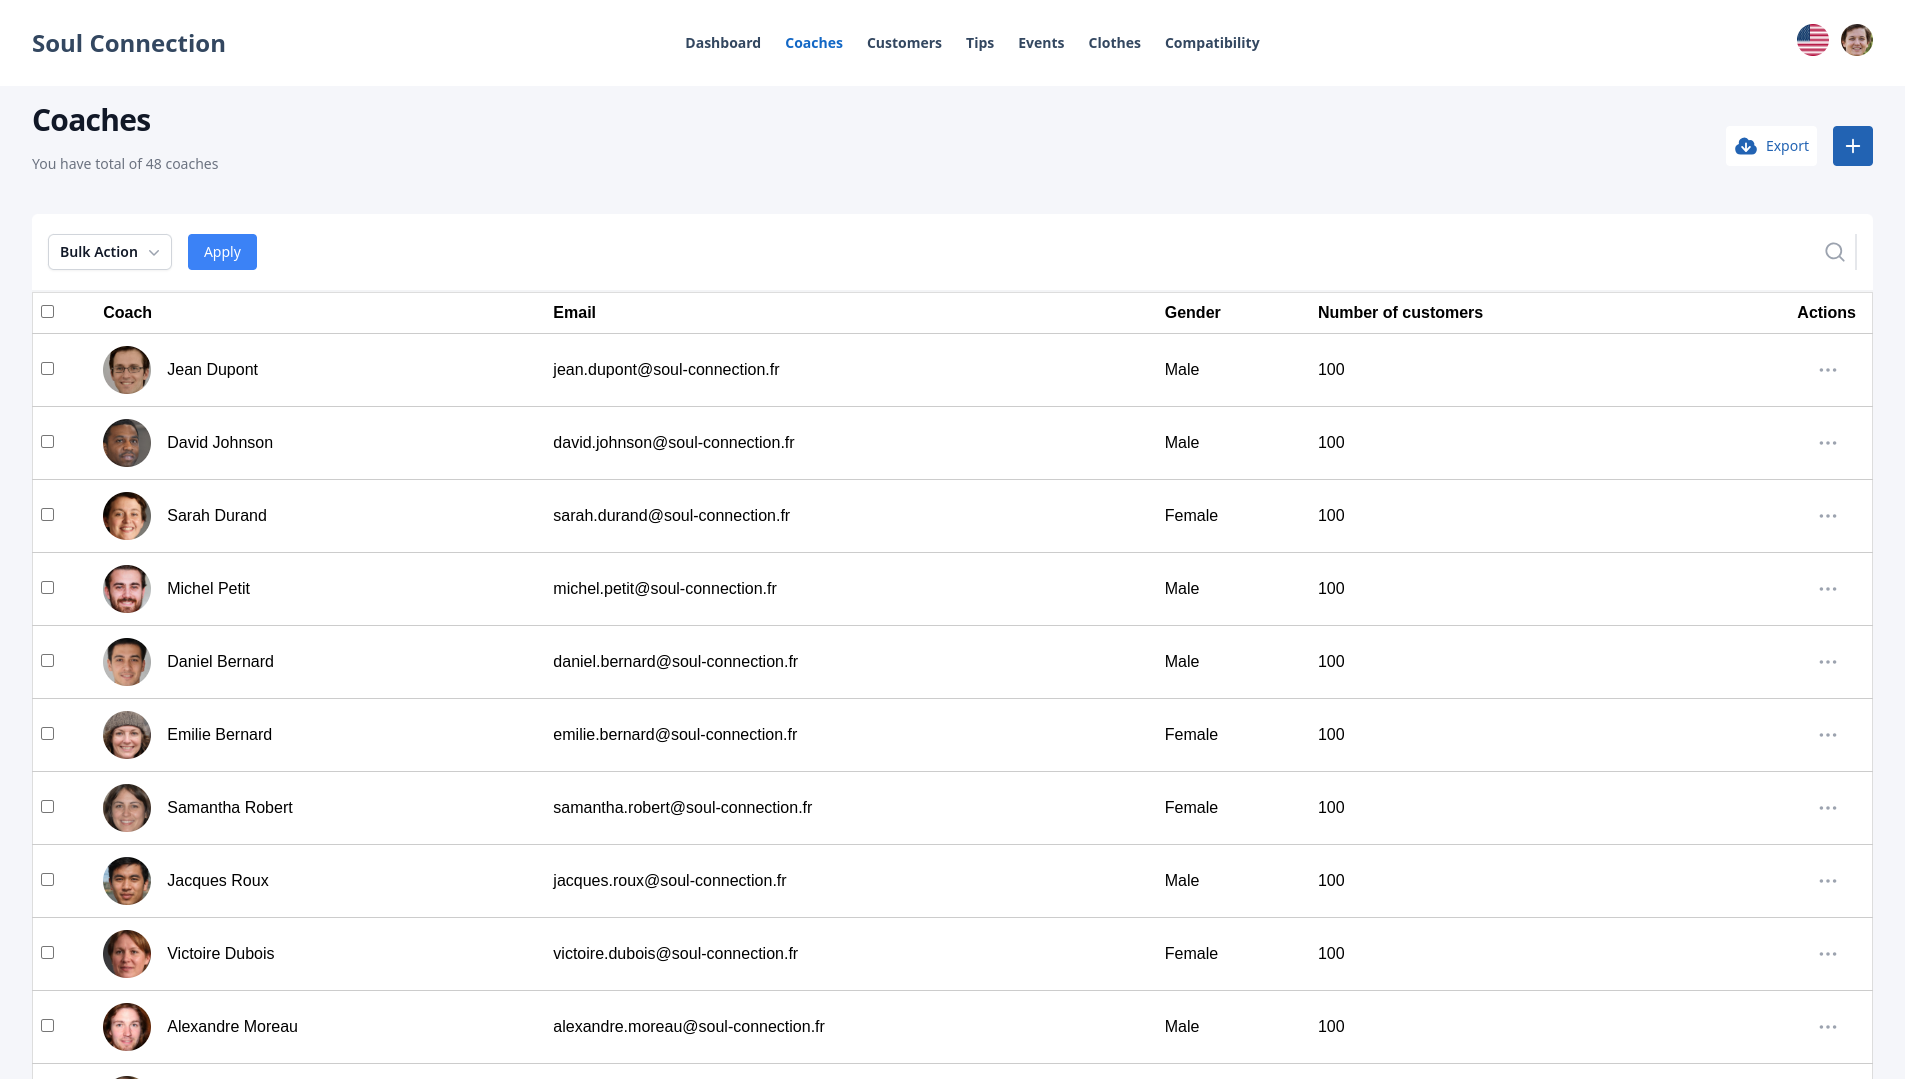 Soul Connection
Dashboard Coaches Customers Tips Events Clothes Compatibility
Coaches
You have total of 48 coaches
Export
Bulk Action Apply
Coach Email Gender Number of customers Actions
Jean Dupont jean.dupont@soul-connection.fr Male 100
David Johnson david.johnson@soul-connection.fr Male 100
Sarah Durand sarah.durand@soul-connection.fr Female 100
Michel Petit michel.petit@soul-connection.fr Male 100
Daniel Bernard daniel.bernard@soul-connection.fr Male 100
Emilie Bernard emilie.bernard@soul-connection.fr Female 100
Samantha Robert samantha.robert@soul-connection.fr Female 100
Jacques Roux jacques.roux@soul-connection.fr Male 100
Victoire Dubois victoire.dubois@soul-connection.fr Female 100
Alexandre Moreau alexandre.moreau@soul-connection.fr Male 100